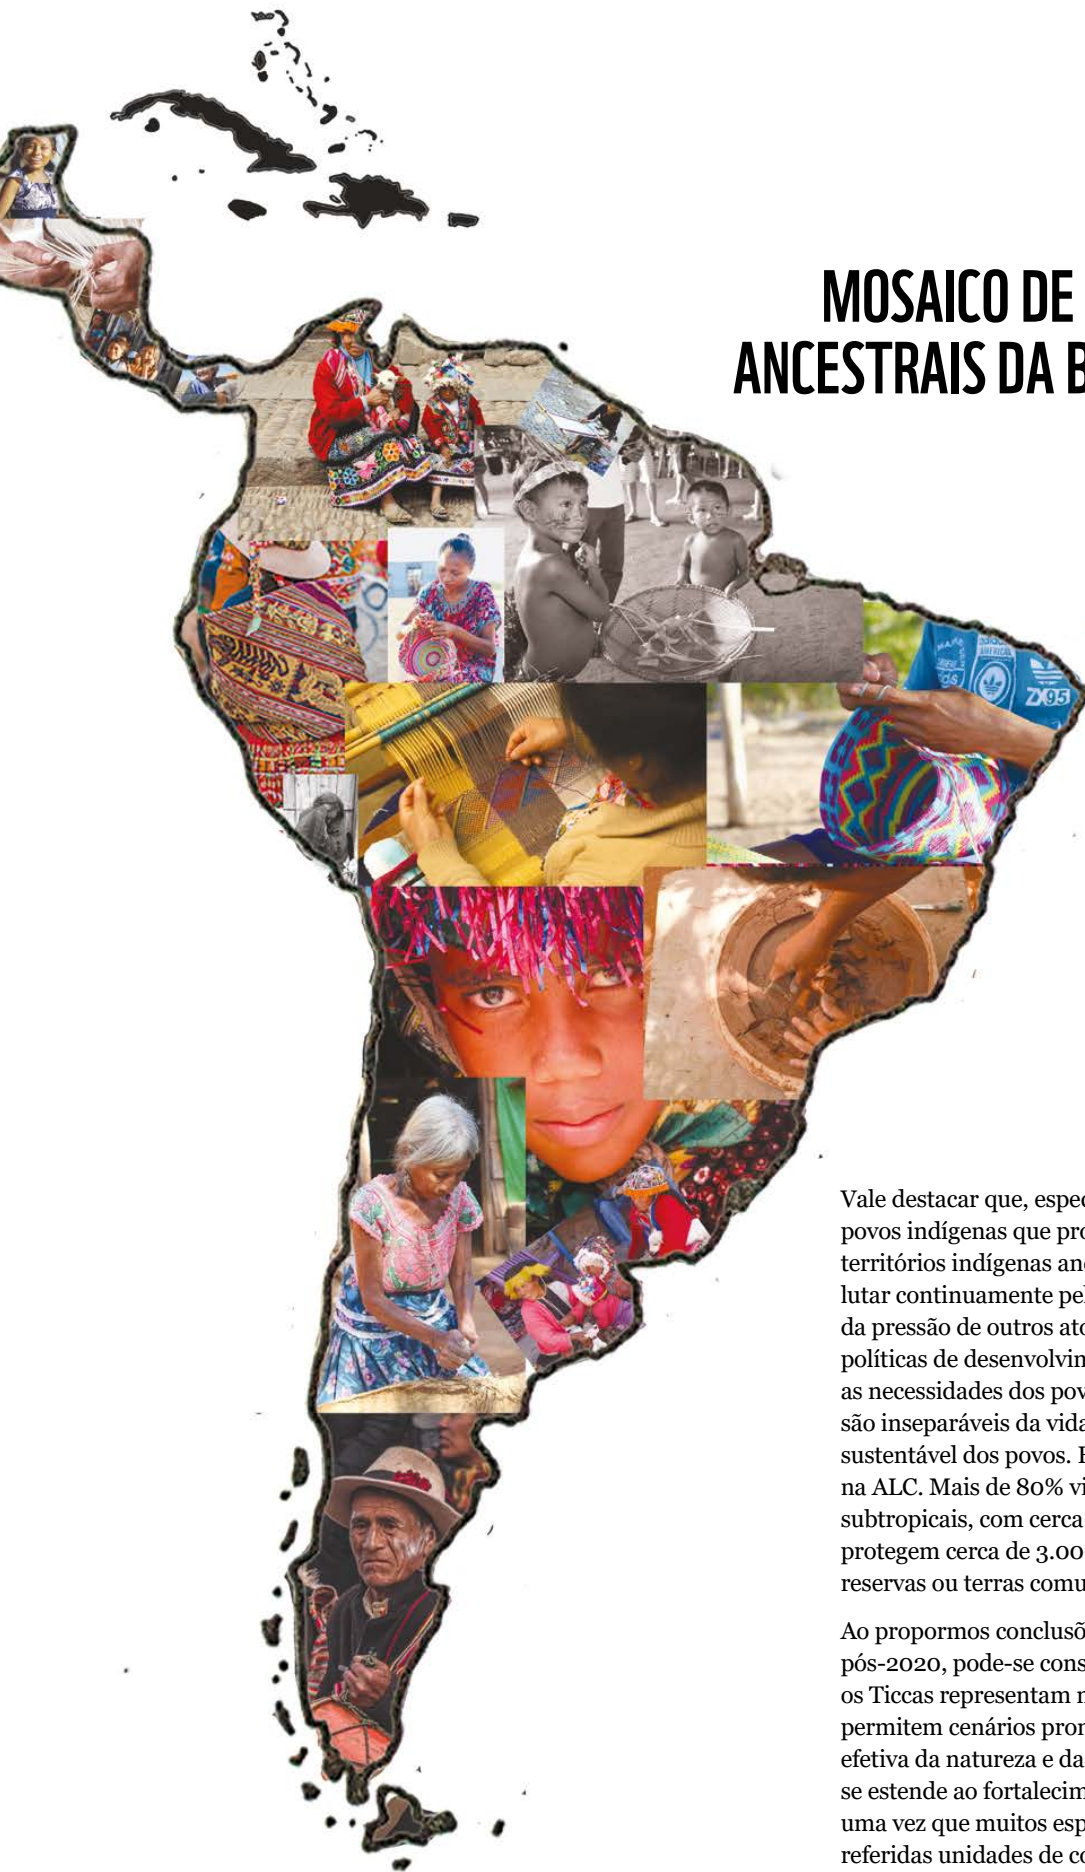 MOSAICO DE
ANCESTRAIS DA B
ZX95
Vale destacar que, espec
povos indígenas que pro
territórios indígenas an
lutar continuamente pel
da pressão de outros ato
políticas de desenvolvim
as necessidades dos pov
são inseparáveis da vida
sustentável dos povos. E
na ALC. Mais de 80% vi
subtropicais, com cerca
protegem cerca de 3.00
reservas ou terras comu
Ao propormos conclusõ
pós-2020, pode-se cons
os Ticcas representam n
permitem cenários pron
efetiva da natureza e da
se estende ao fortalecim
uma vez que muitos esp
referidas unidades de co